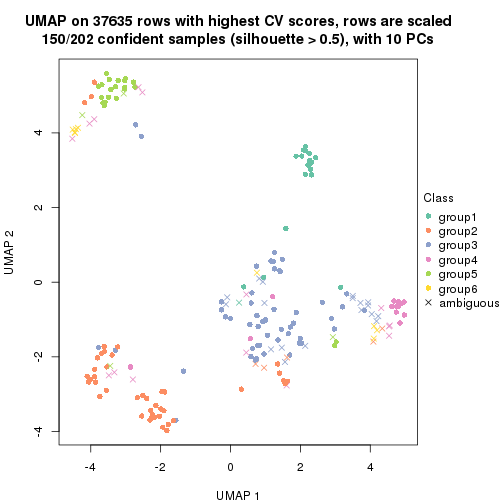 UMAP on 37635 rows with highest CV scores, rows are scaled
150/202 confident samples (silhouette > 0.5), with 10 PCs
4
2
0
-2
-4
UMAP 2
-4
-2
0
2
4
UMAP 1
Class
group1
group2
group3
group4
group5
group6
ambiguous